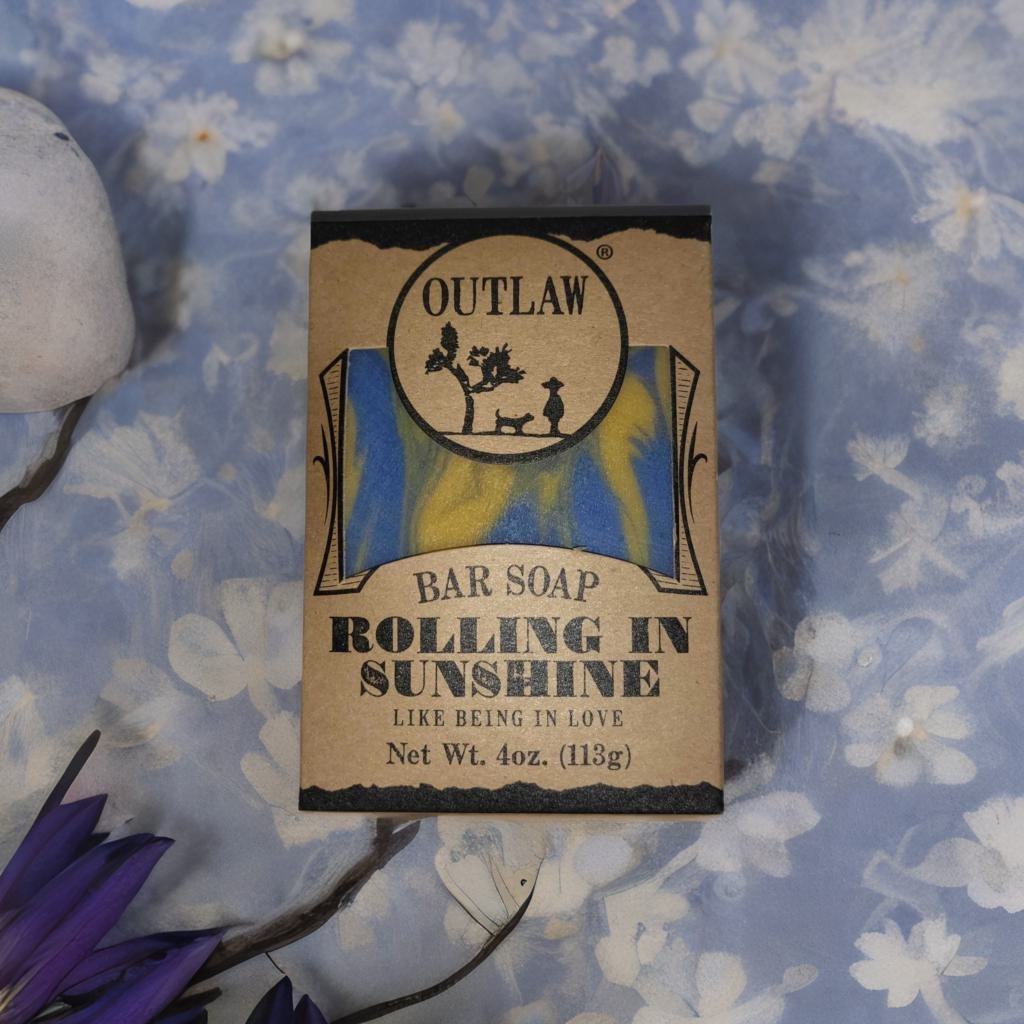 OUTLAW®
BAR SOAP
ROLLING IN
SUNSHINE
LIKE BEING IN LOVE
Net Wt. 4oz. (113g)